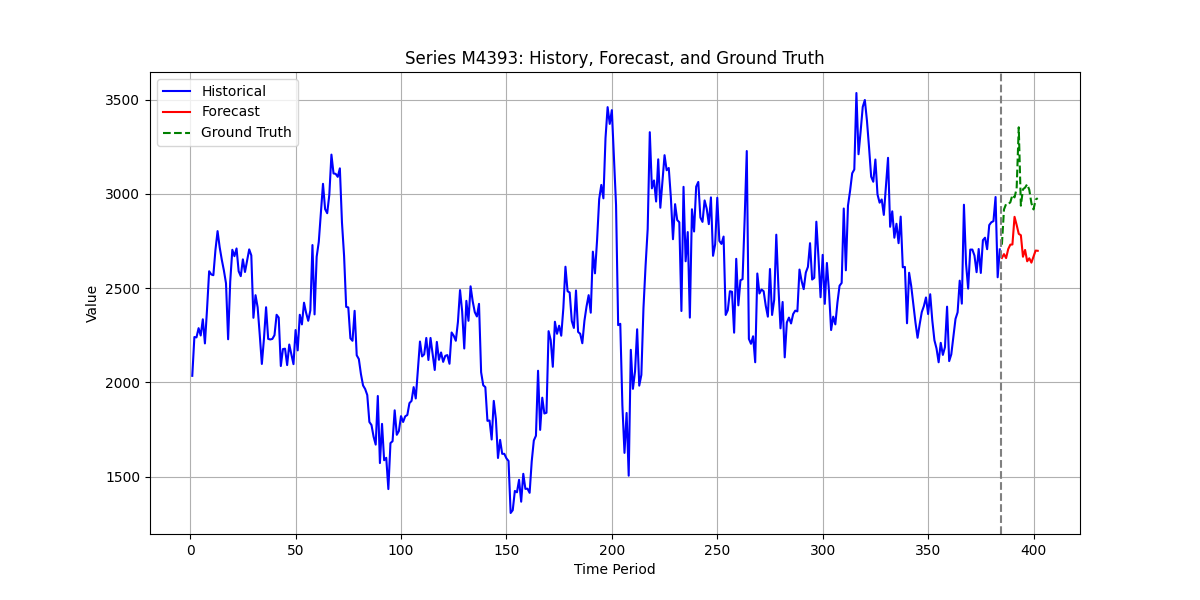 Series M4393: History, Forecast, and Ground Truth
Historical
Forecast
Ground Truth
3500
3000
2500
2000
1500
Value
0 50 100 150 200 250 300 350 400
Time Period